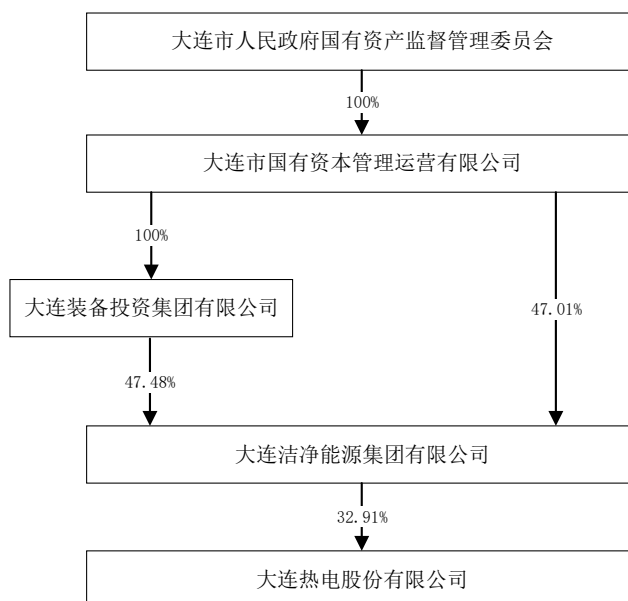 大连市人民政府国有资产监督管理委员会
100%
大连市国有资本管理运营有限公司
100%
大连装备投资集团有限公司
47.01%
47.48%
大连洁净能源集团有限公司
32.91%
大连热电股份有限公司